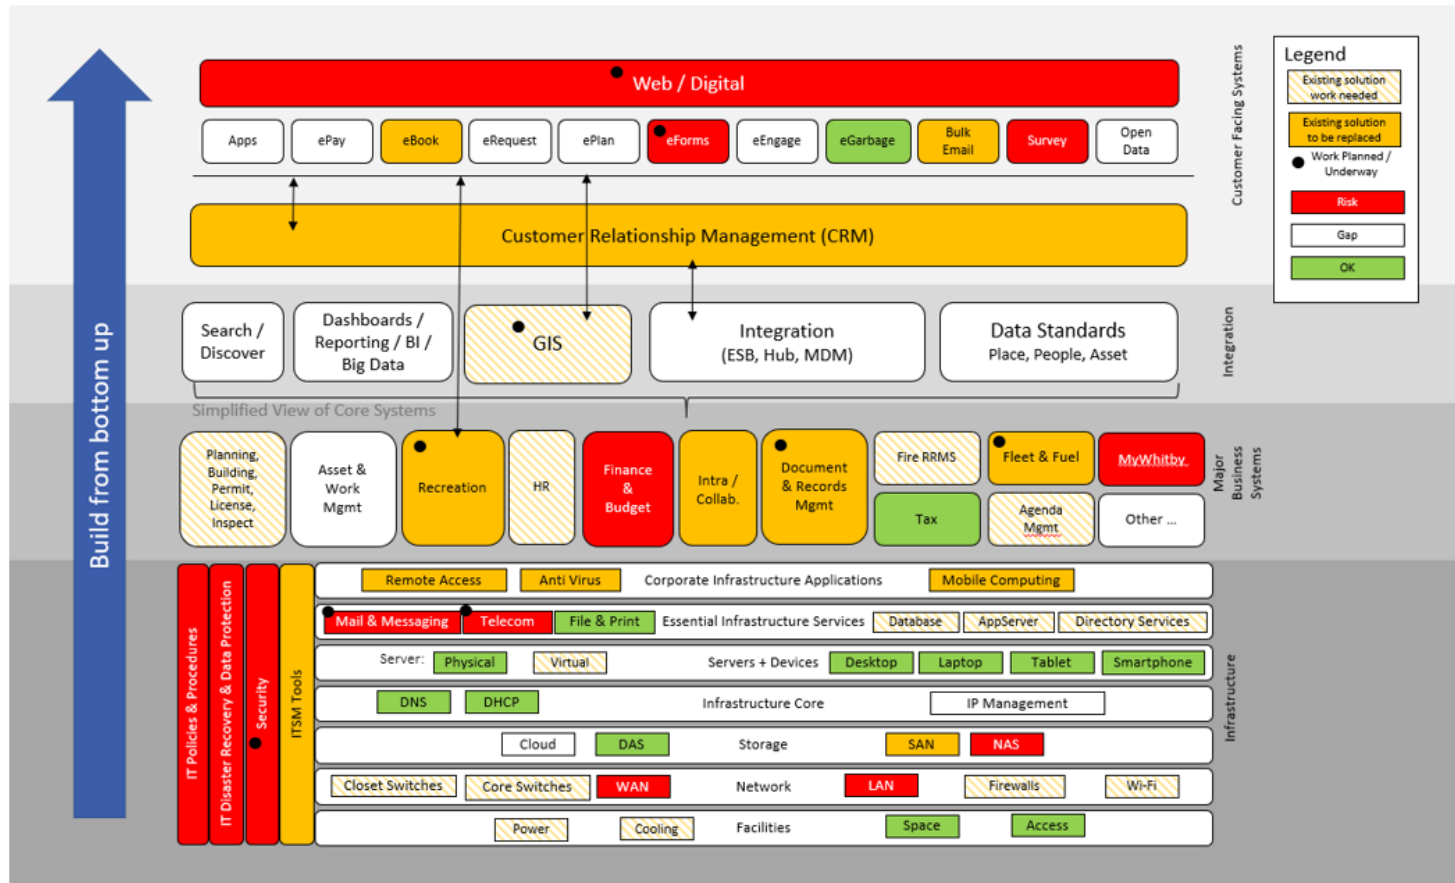 Build from bottom up
Web / Digital
Apps
ePay
eBook
eRequest
ePlan
eForms
eEngage
eGarbage
Bulk
Email
Survey
Open
Data
Customer Relationship Management (CRM)
Customer Facing Systems
Legend
Existing solution
work needed
Existing solution
to be replaced
Work Planned /
Underway
Risk
Gap
OK
Search /
Discover
Dashboards /
Reporting / BI /
Big Data
GIS
Integration
(ESB, Hub, MDM)
Data Standards
Place, People, Asset
Integration
Simplified View of Core Systems
Planning,
Building,
Permit,
License,
Inspect
Asset &
Work
Mgmt
Recreation
HR
Finance
&
Budget
Intra /
Collab.
Document
& Records
Mgmt
Fire RRMS
Tax
Fleet & Fuel
Agenda
Mgmt
MyWhitby
Other ...
Major
Business
Systems
IT Policies & Procedures
IT Disaster Recovery & Data Protection
Security
ITSM Tools
Remote Access
Anti Virus
Corporate Infrastructure Applications
Mobile Computing
Mail & Messaging
Telecom
File & Print
Essential Infrastructure Services
Database
AppServer
Directory Services
Server:
Physical
Virtual
Servers + Devices
Desktop
Laptop
Tablet
Smartphone
DNS
DHCP
Infrastructure Core
IP Management
Cloud
DAS
Storage
SAN
NAS
Closet Switches
Core Switches
WAN
Network
LAN
Firewalls
Wi-Fi
Power
Cooling
Facilities
Space
Access
Infrastructure